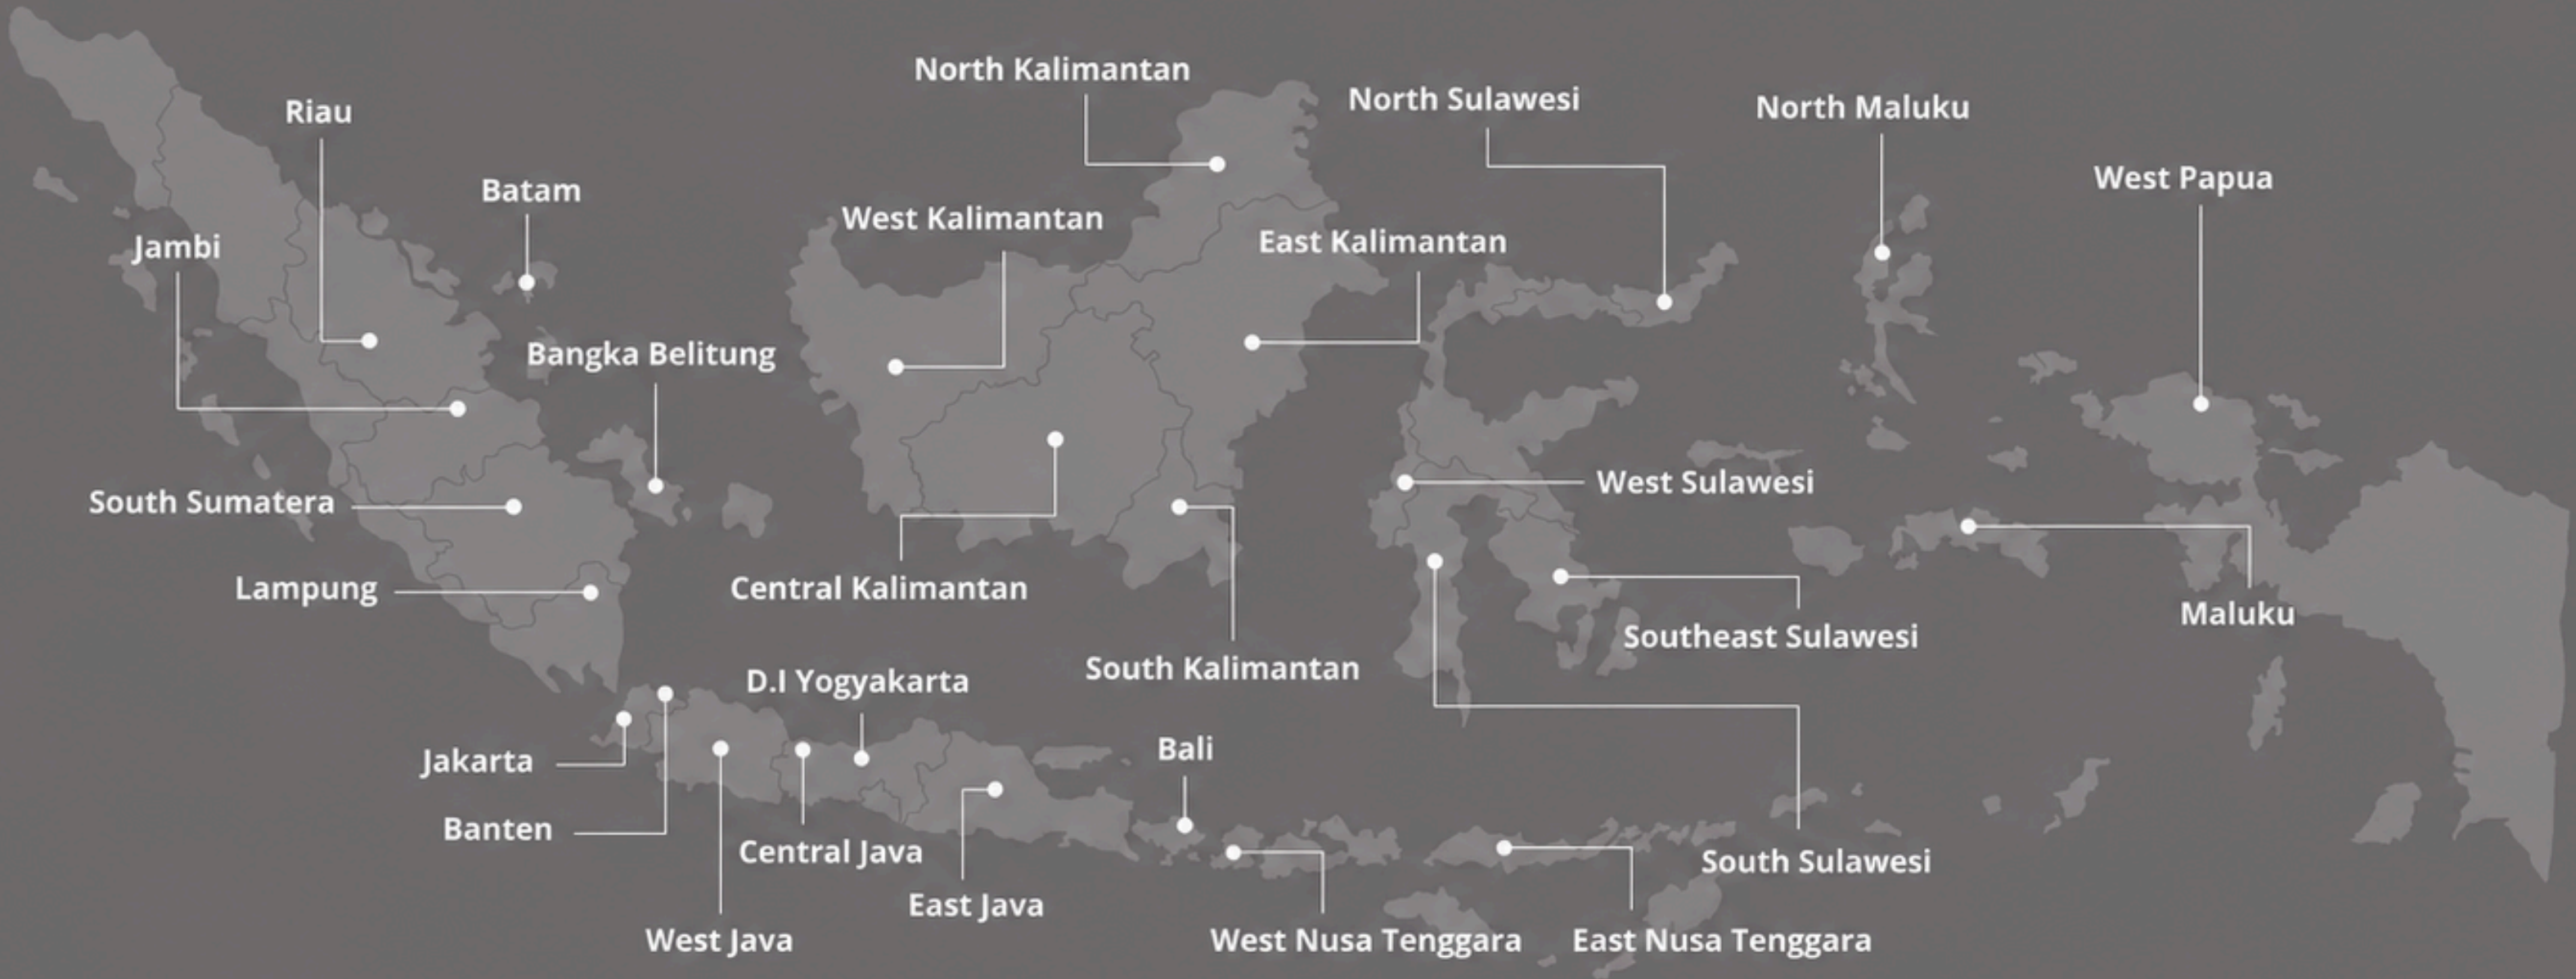 North Kalimantan
North Sulawesi
North Maluku
Riau
West Papua
Batam
West Kalimantan
East Kalimantan
Jambi
Bangka Belitung
West Sulawesi
South Sumatera
Lampung
Central Kalimantan
Maluku
Southeast Sulawesi
South Kalimantan
D.I Yogyakarta
Bali
Jakarta
Banten
Central Java
South Sulawesi
East Java
West Java
West Nusa Tenggara
East Nusa Tenggara